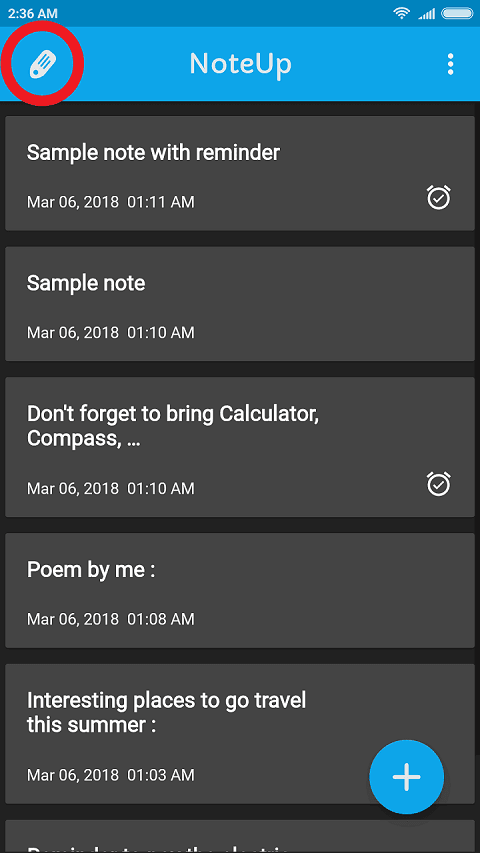 2:36 AM
NoteUp
Sample note with reminder
Mar 06, 2018 01:11 AM
Sample note
Mar 06, 2018 01:10 AM
Don't forget to bring Calculator,
Compass, ...
Mar 06, 2018 01:10 AM
Poem by me :
Mar 06, 2018 01:08 AM
Interesting places to go travel
this summer :
Mar 06, 2018 01:03 AM